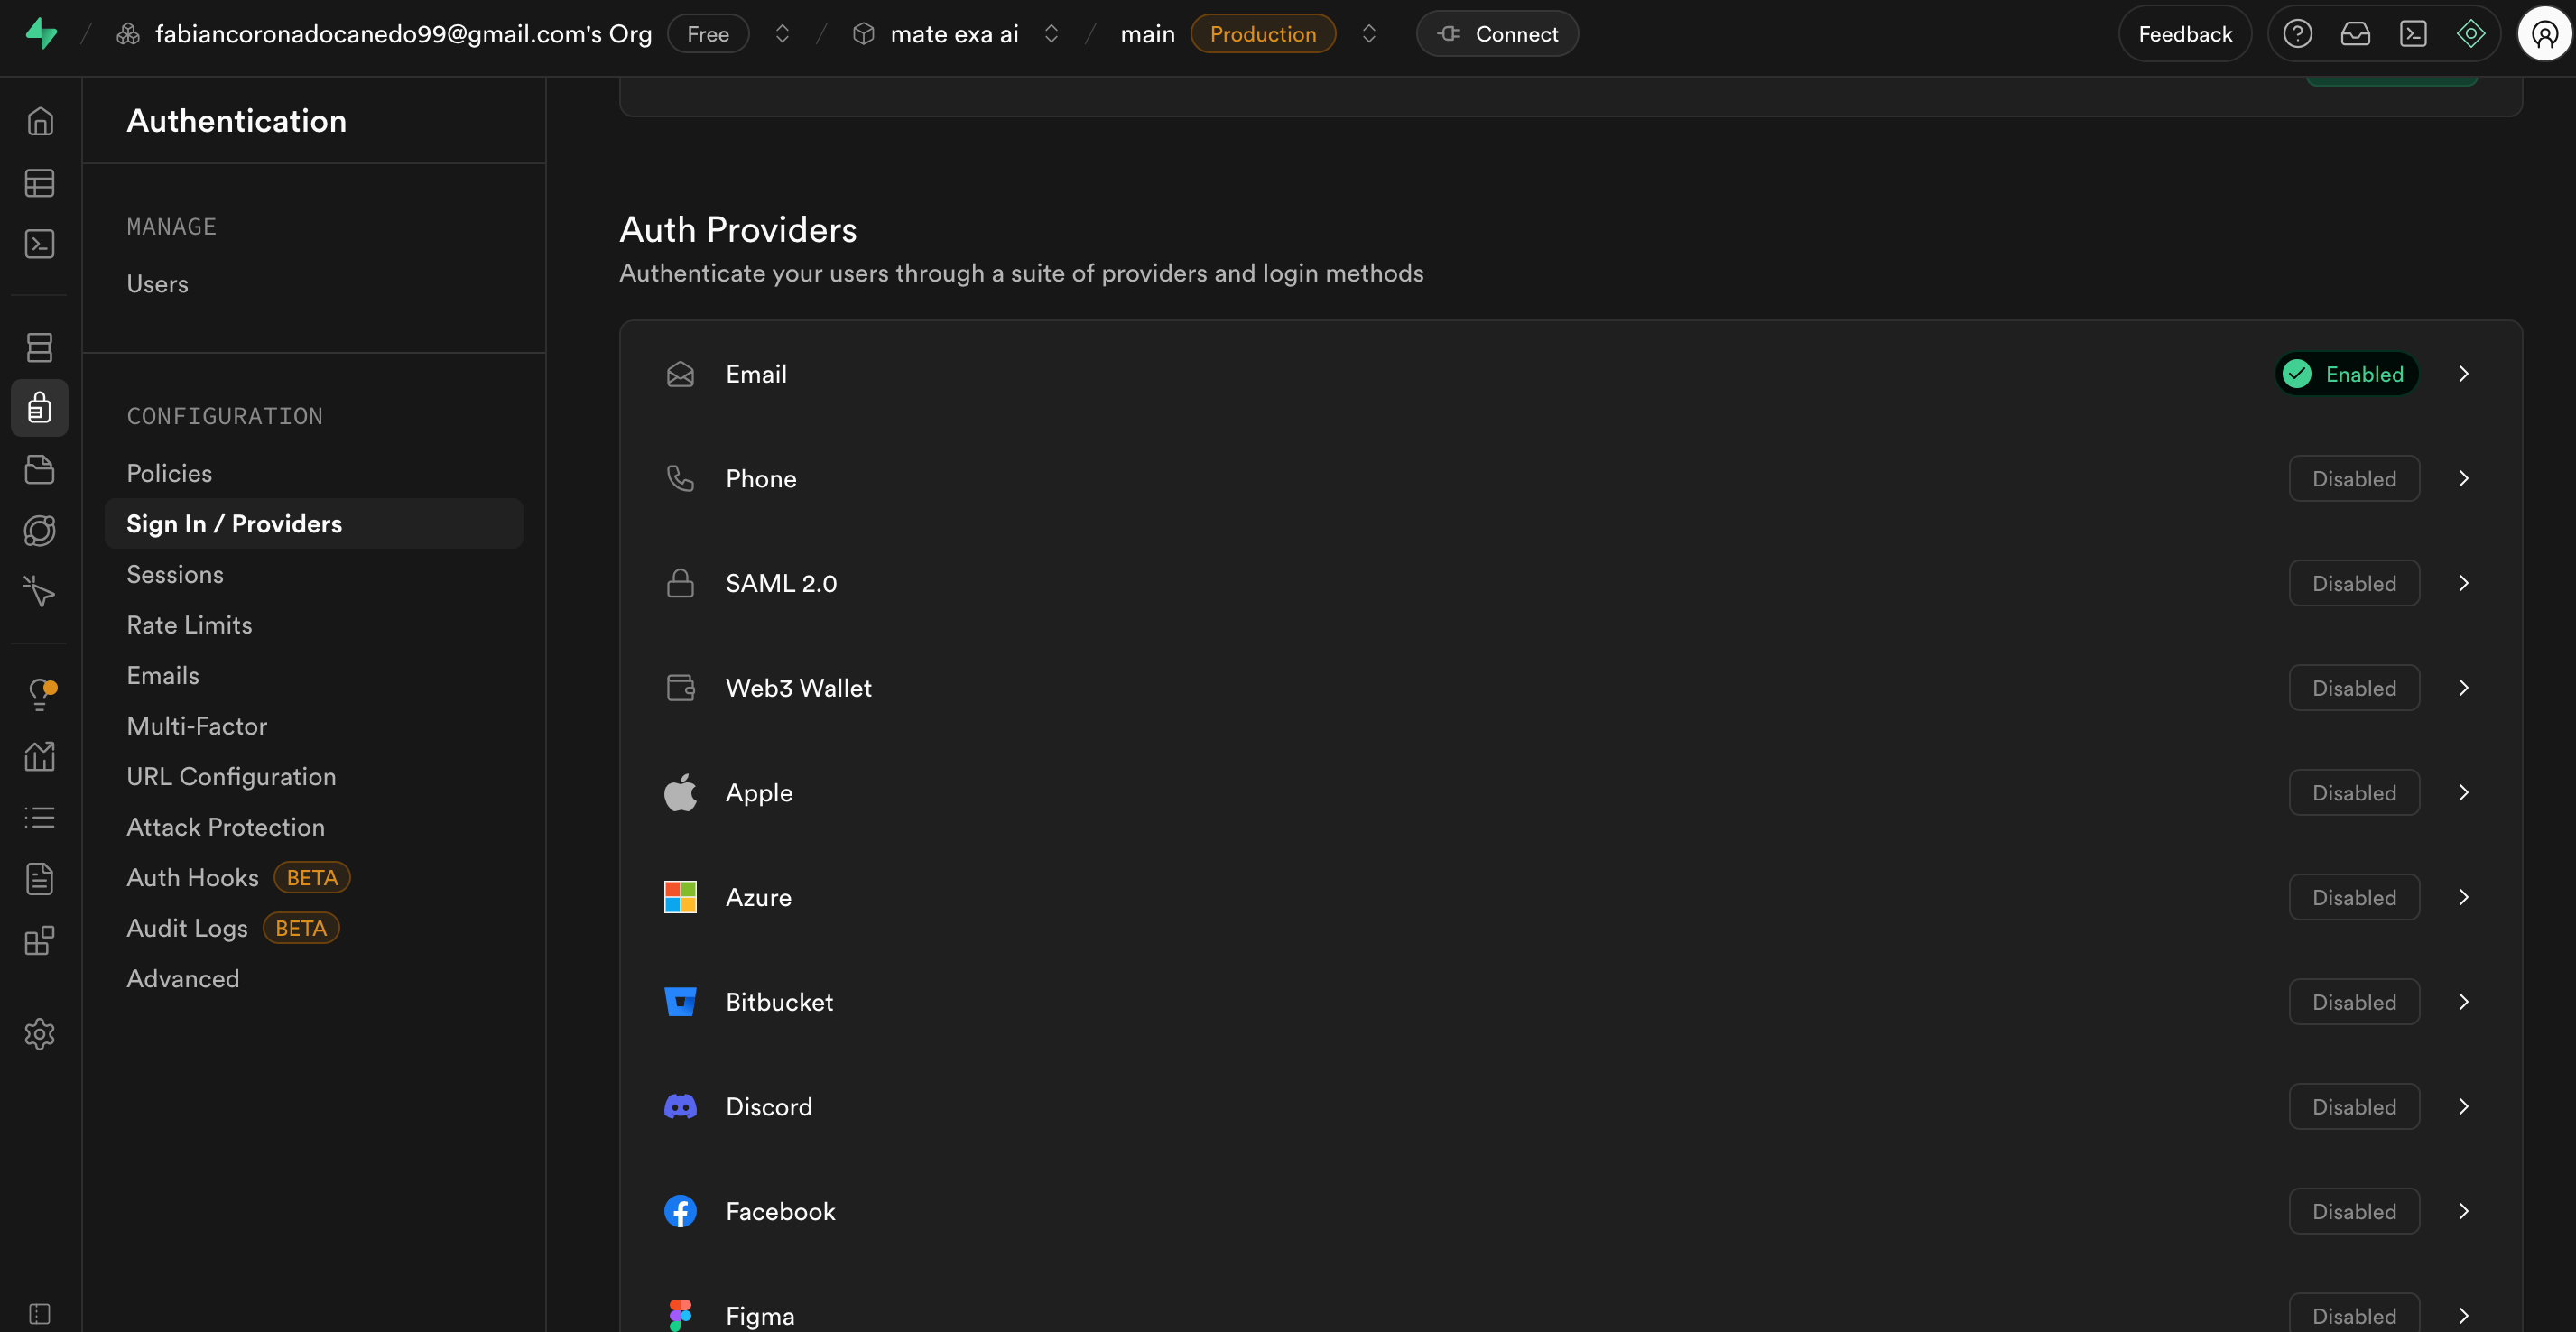 fabiancoronadocanedo99@gmail.com's Org Free mate exa ai main Production Connect Feedback
Authentication
MANAGE
Users
CONFIGURATION
Policies
Sign In / Providers
Sessions
Rate Limits
Emails
Multi-Factor
URL Configuration
Attack Protection
Auth Hooks BETA
Audit Logs BETA
Advanced
Auth Providers
Authenticate your users through a suite of providers and login methods
Email Enabled
Phone Disabled
SAML 2.0 Disabled
Web3 Wallet Disabled
Apple Disabled
Azure Disabled
Bitbucket Disabled
Discord Disabled
Facebook Disabled
Figma Disabled